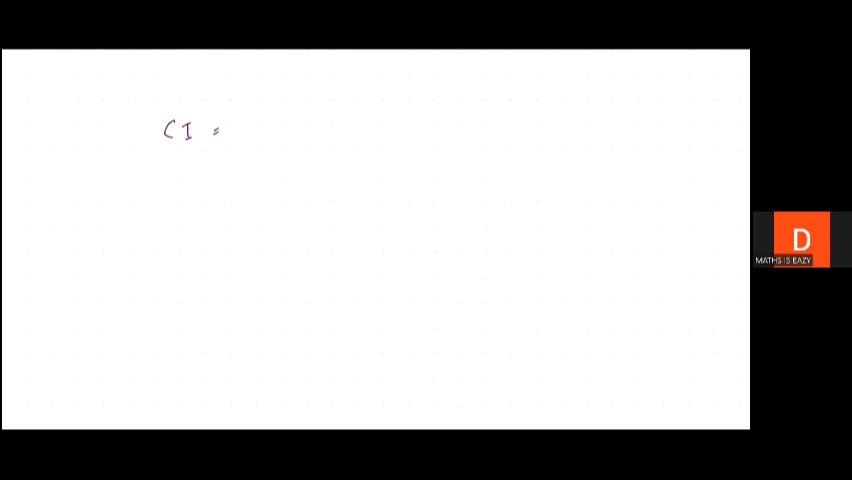 CI =
D
MATHS IS EAZY